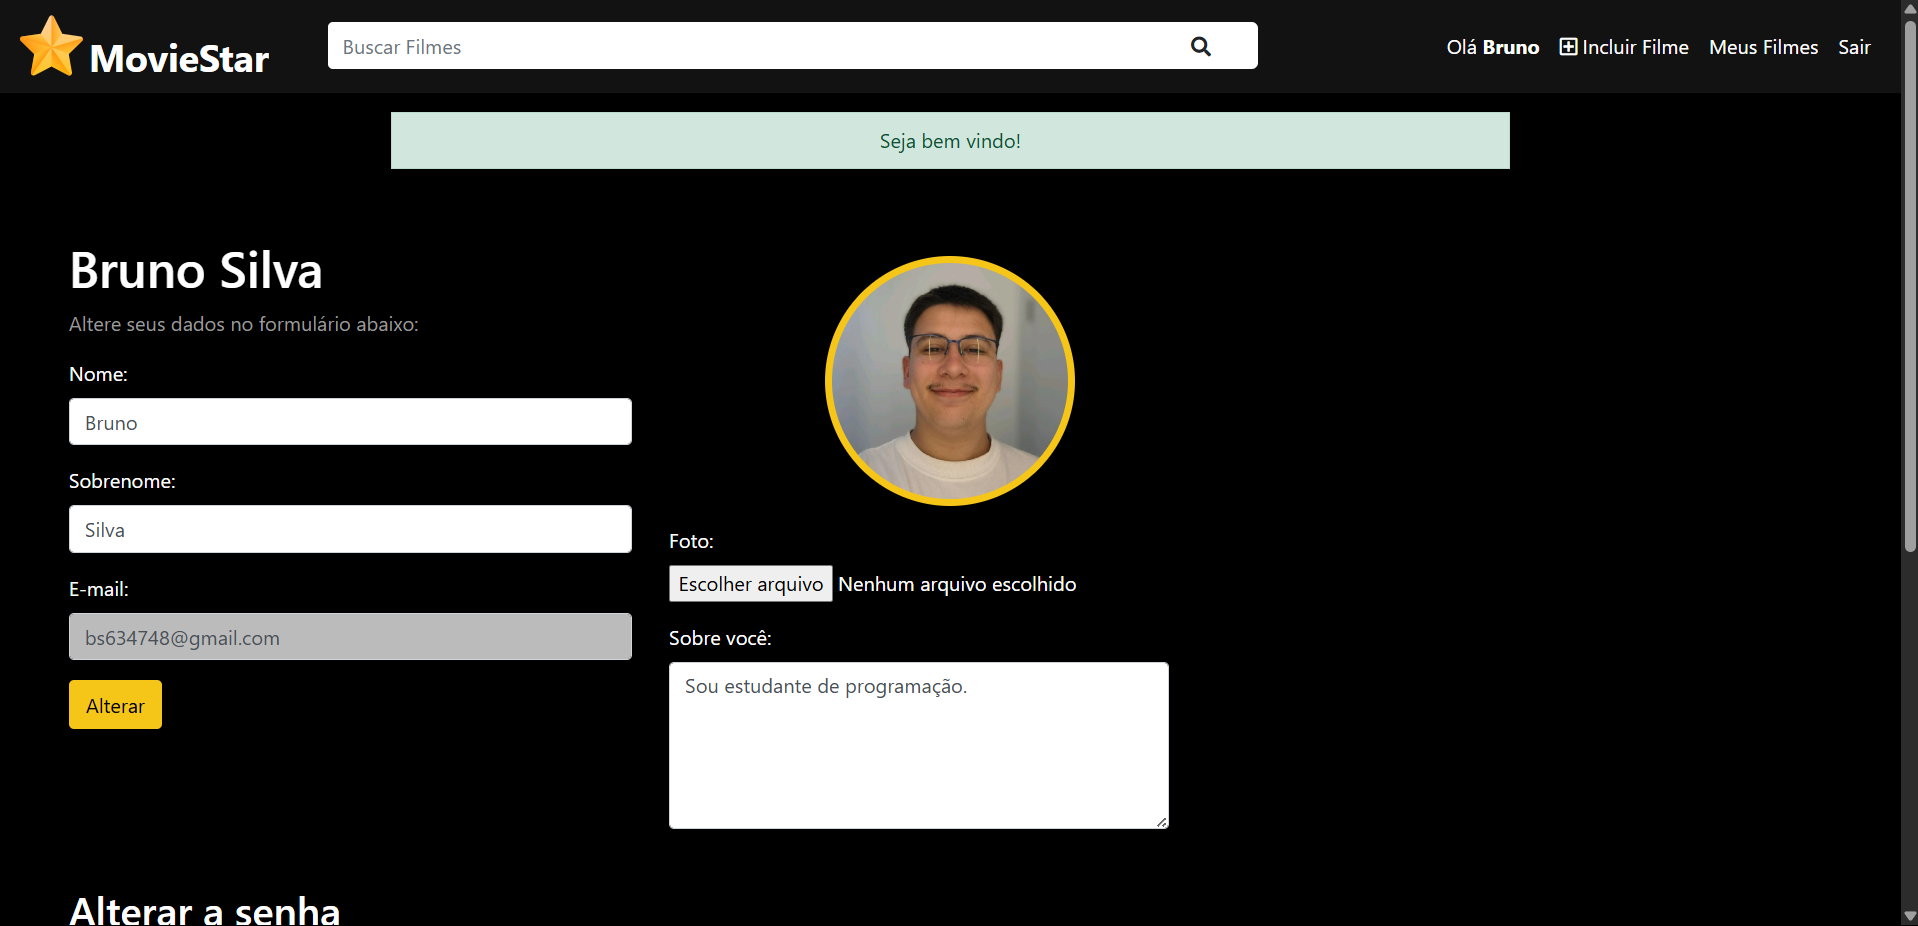 MovieStar
Buscar Filmes
Olá Bruno Incluir Filme Meus Filmes Sair
Seja bem vindo!
Bruno Silva
Altere seus dados no formulário abaixo:
Nome:
Bruno
Sobrenome:
Silva
E-mail:
bs634748@gmail.com
Alterar
Foto:
Escolher arquivo Nenhum arquivo escolhido
Sobre você:
Sou estudante de programação.
Alterar a senha